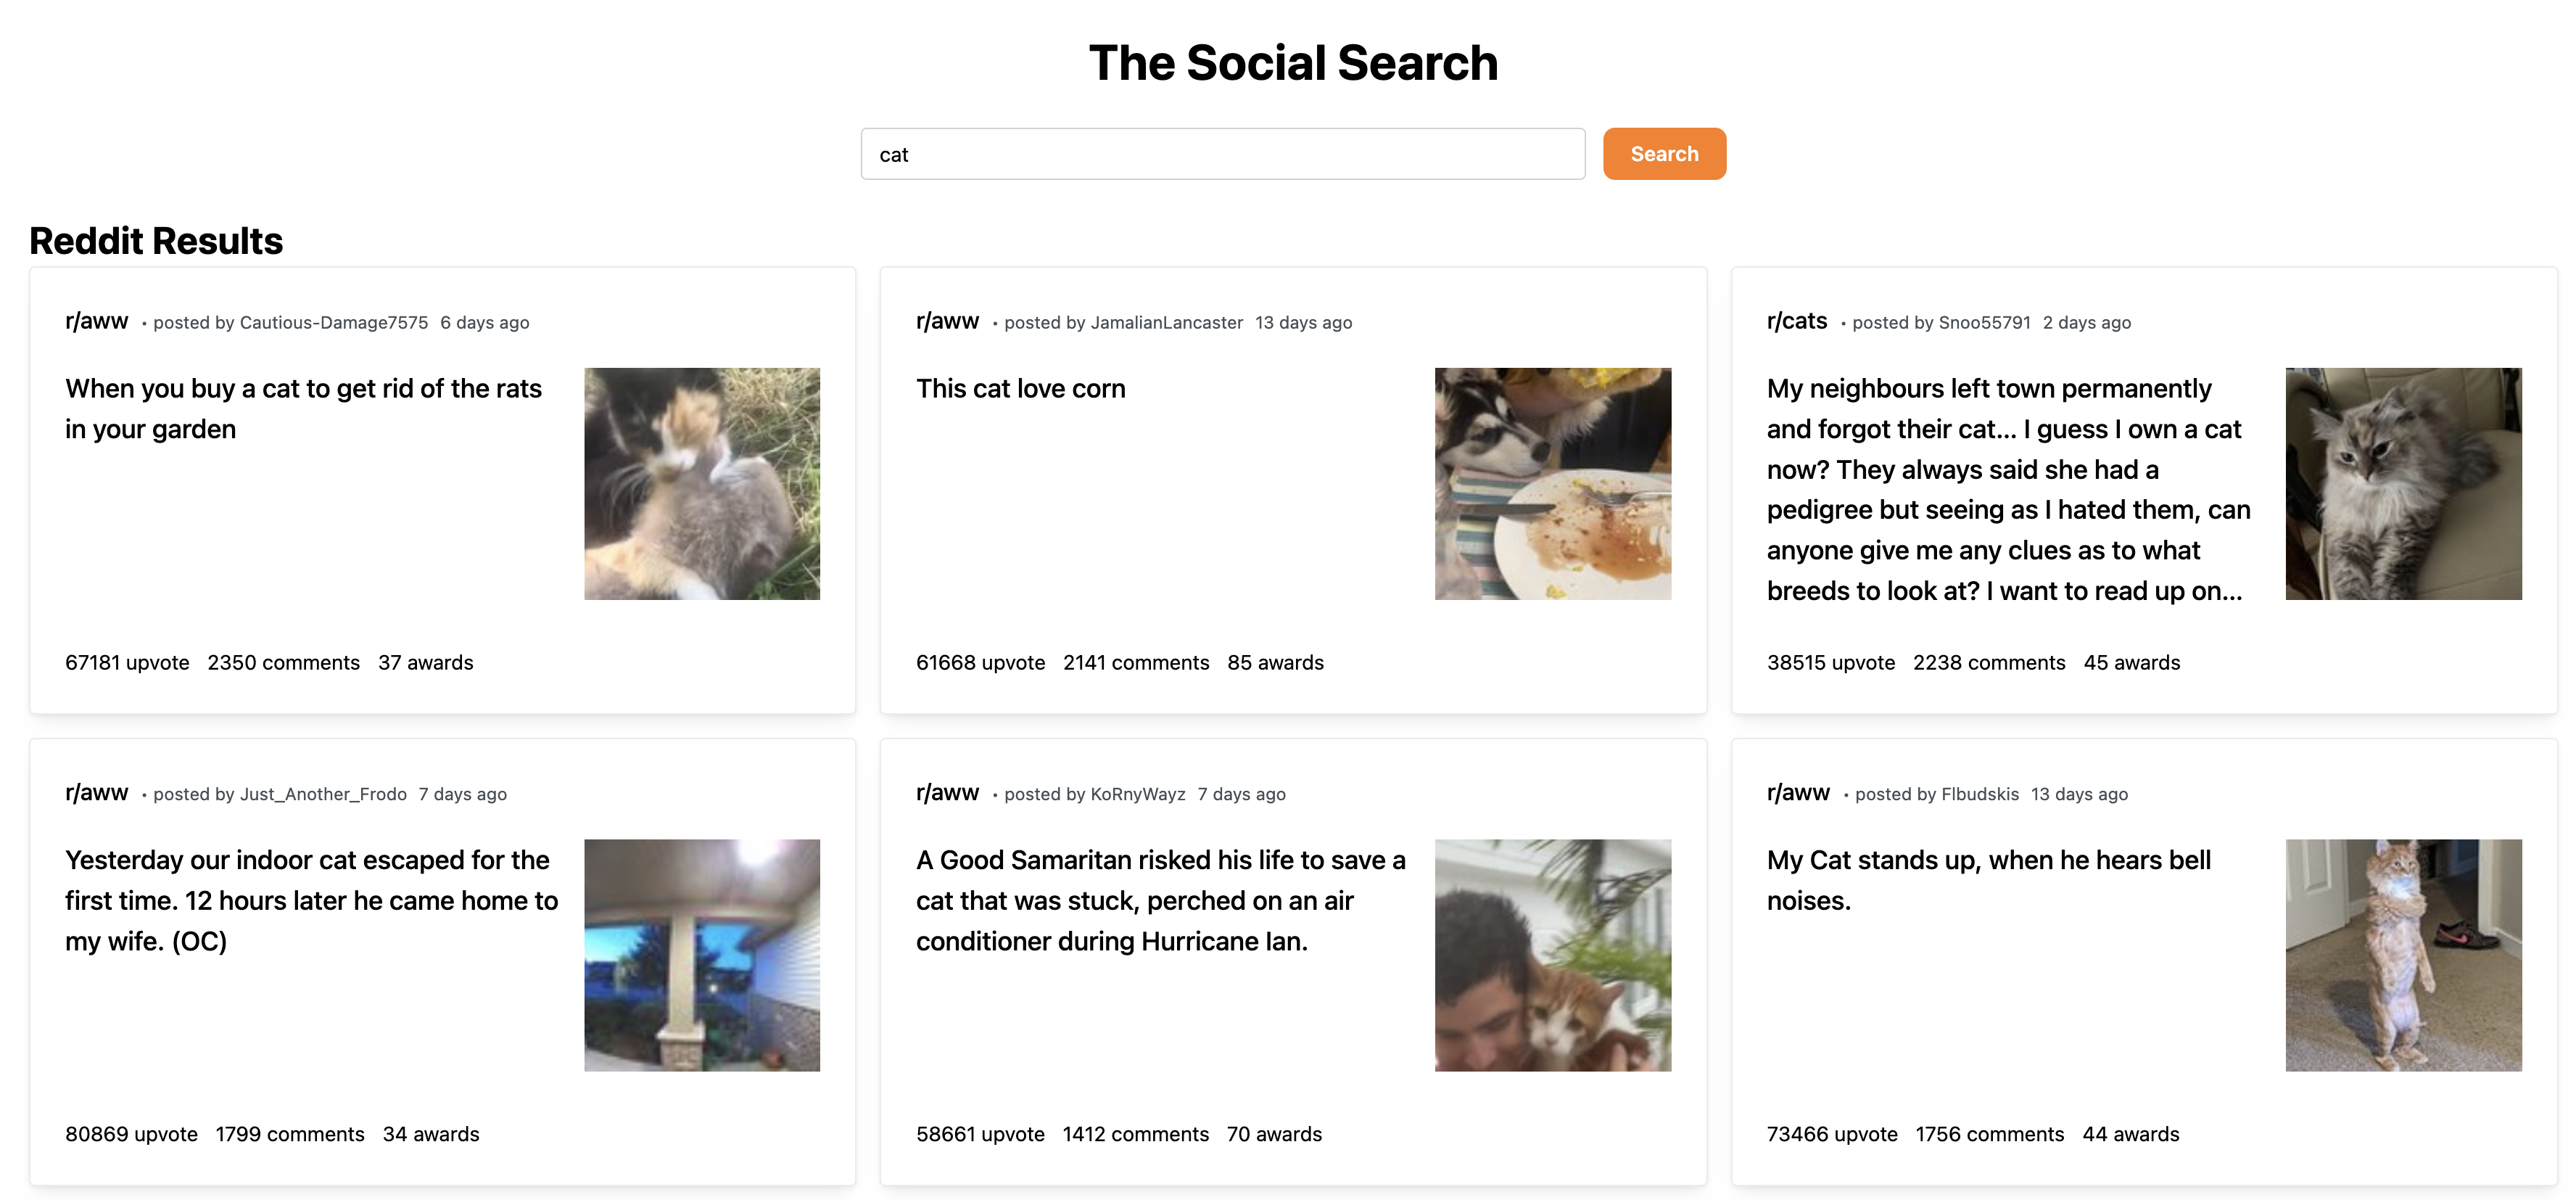 The Social Search
cat
Search
Reddit Results
r/aww • posted by Cautious-Damage7575 6 days ago
When you buy a cat to get rid of the rats
in your garden
67181 upvote 2350 comments 37 awards
r/aww • posted by JamalianLancaster 13 days ago
This cat love corn
61668 upvote 2141 comments 85 awards
r/cats • posted by Snoo55791 2 days ago
My neighbours left town permanently
and forgot their cat... I guess I own a cat
now? They always said she had a
pedigree but seeing as I hated them, can
anyone give me any clues as to what
breeds to look at? I want to read up on...
38515 upvote 2238 comments 45 awards
r/aww • posted by Just_Another_Frodo 7 days ago
Yesterday our indoor cat escaped for the
first time. 12 hours later he came home to
my wife. (OC)
80869 upvote 1799 comments 34 awards
r/aww • posted by KoRnyWayz 7 days ago
A Good Samaritan risked his life to save a
cat that was stuck, perched on an air
conditioner during Hurricane Ian.
58661 upvote 1412 comments 70 awards
r/aww • posted by Flbudskis 13 days ago
My Cat stands up, when he hears bell
noises.
73466 upvote 1756 comments 44 awards